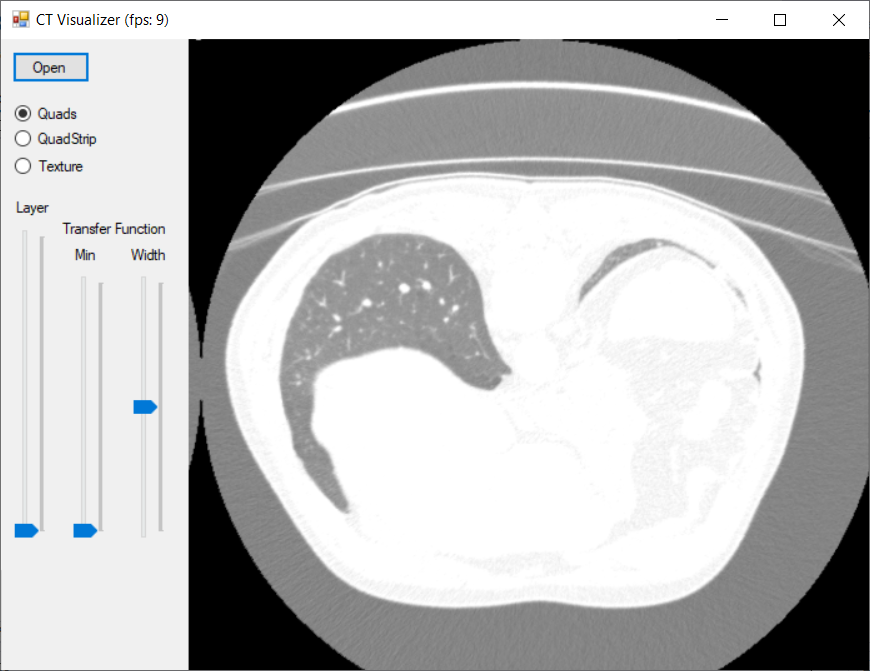 CT Visualizer (fps: 9)
Open
Quads
QuadStrip
Texture
Layer
Transfer Function
Min Width